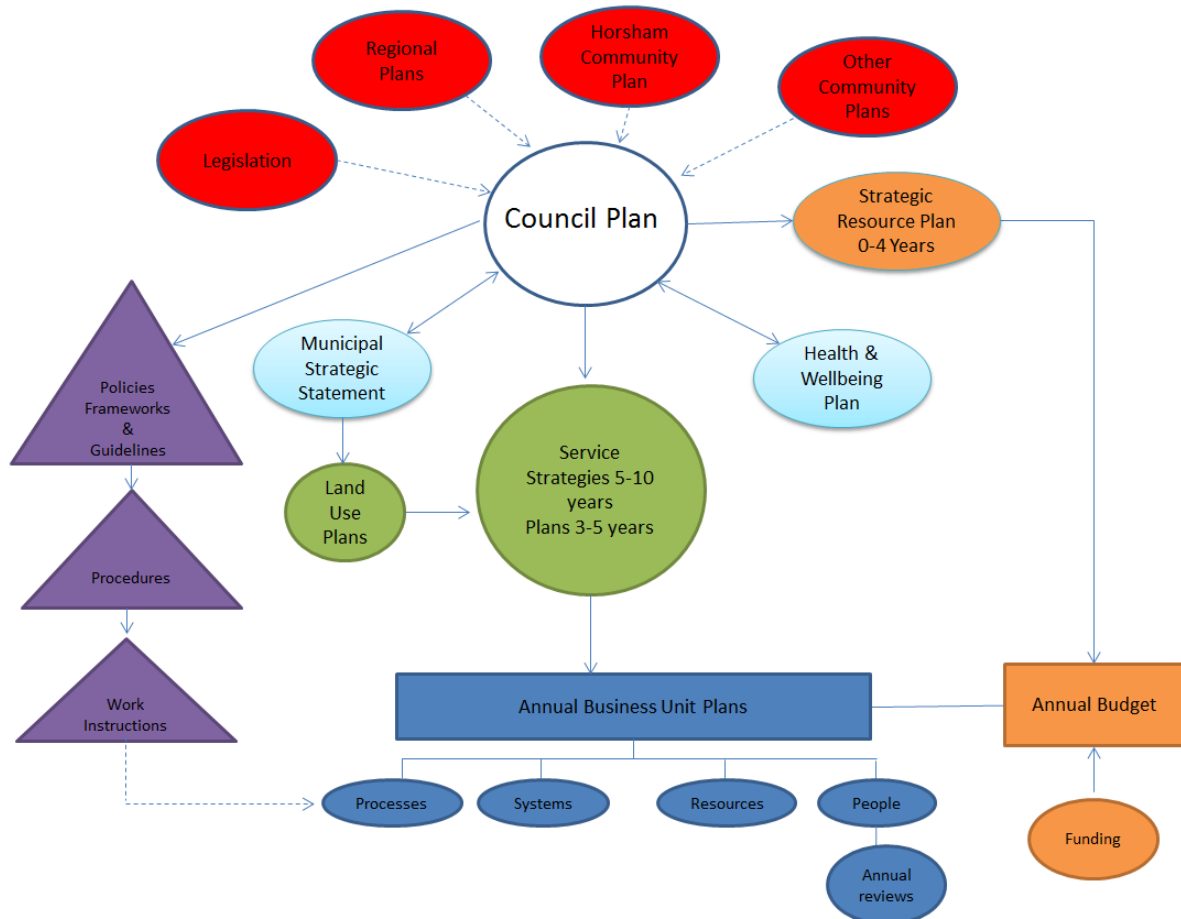 Regional
Plans
Horsham
Community
Plan
Other
Community
Plans
Legislation
Council Plan
Strategic
Resource Plan
0-4 Years
Municipal
Strategic
Statement
Health &
Wellbeing
Plan
Policies
Frameworks
&
Guidelines
Service
Strategies 5-10
years
Plans 3-5 years
Land
Use
Plans
Procedures
Work
Instructions
Annual Business Unit Plans
Annual Budget
Processes
Systems
Resources
People
Funding
Annual
reviews